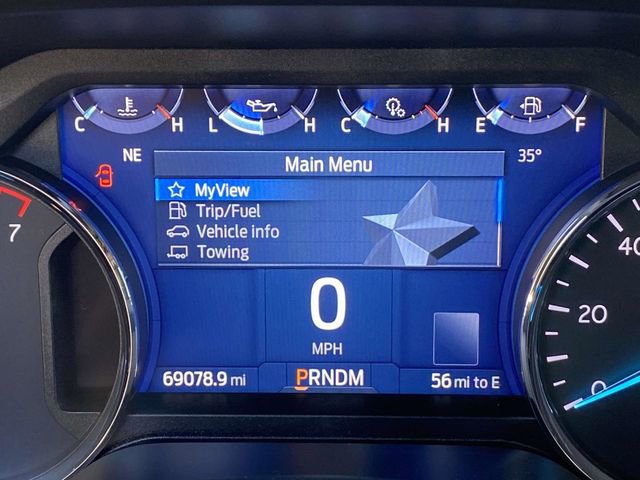 C H L H C H E F
NE
35°
Main Menu
MyView
Trip/Fuel
Vehicle info
Towing
0
MPH
69078.9 mi
PRNDM
56 mi to E
7
40
20
0